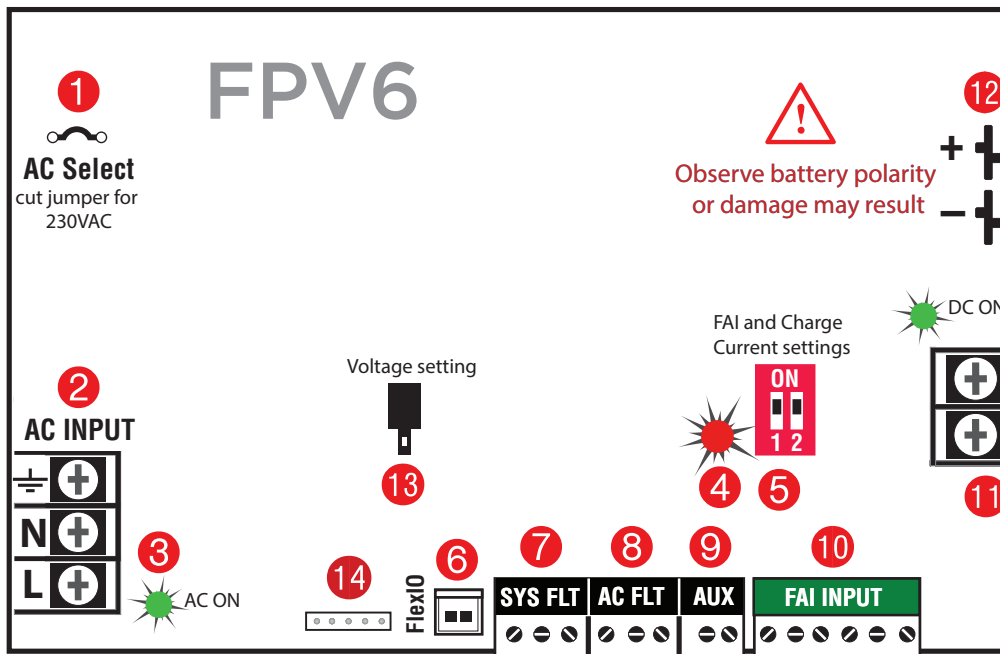 FPV6
1
AC Select
cut jumper for
230VAC
Observe battery polarity
or damage may result
!
12
+
−
DC ON
FAI and Charge
Current settings
ON
1 2
4
5
11
Voltage setting
13
2
AC INPUT
N
L
3
AC ON
14
FlexIO
6
7
SYS FLT
8
AC FLT
9
AUX
10
FAI INPUT